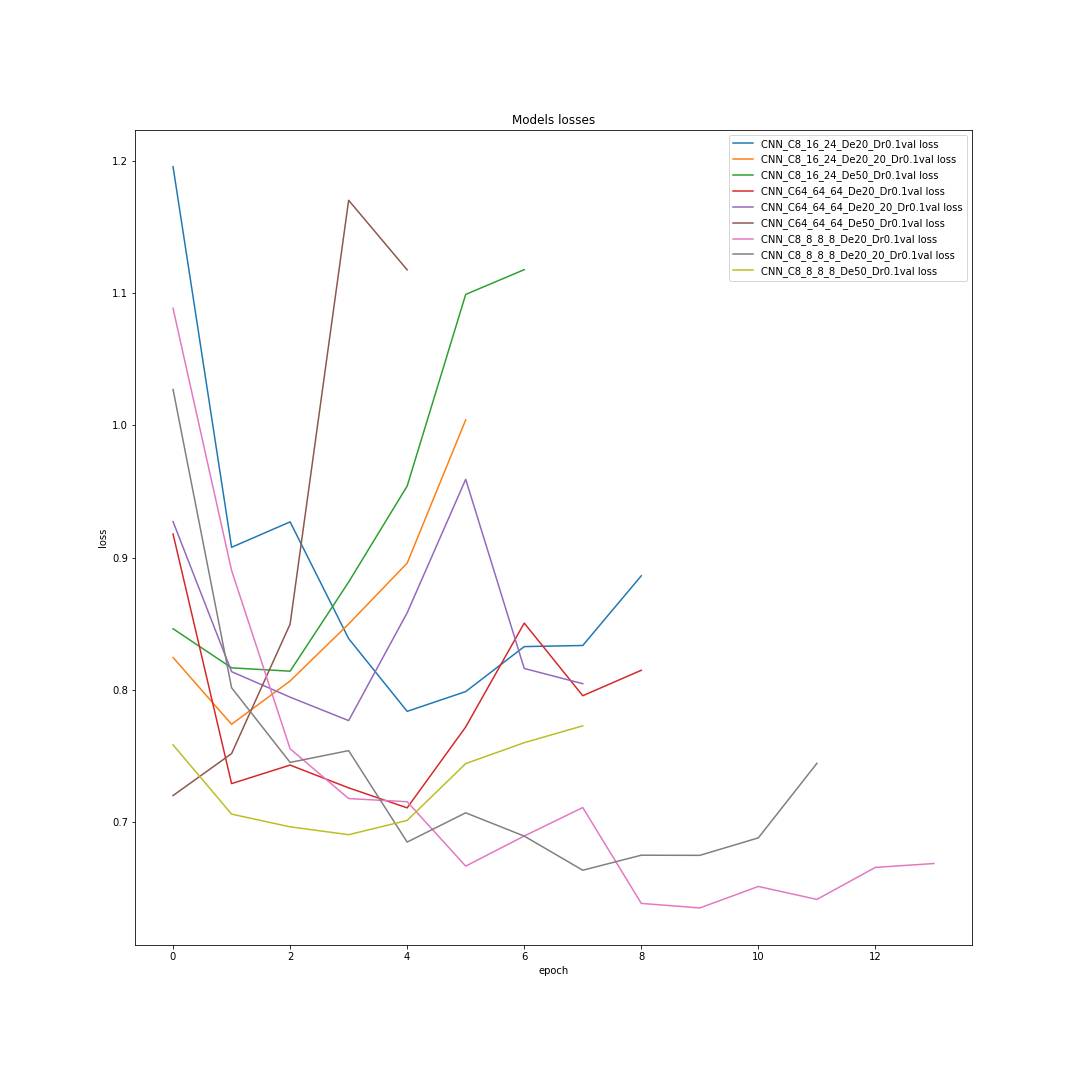 Models losses
CNN_C8_16_24_De20_Dr0.1val loss
CNN_C8_16_24_De20_20_Dr0.1val loss
CNN_C8_16_24_De50_Dr0.1val loss
CNN_C64_64_64_De20_Dr0.1val loss
CNN_C64_64_64_De20_20_Dr0.1val loss
CNN_C64_64_64_De50_Dr0.1val loss
CNN_C8_8_8_8_De20_Dr0.1val loss
CNN_C8_8_8_8_De20_20_Dr0.1val loss
CNN_C8_8_8_8_De50_Dr0.1val loss
1.2
1.1
1.0
0.9
0.8
0.7
loss
0 2 4 6 8 10 12
epoch